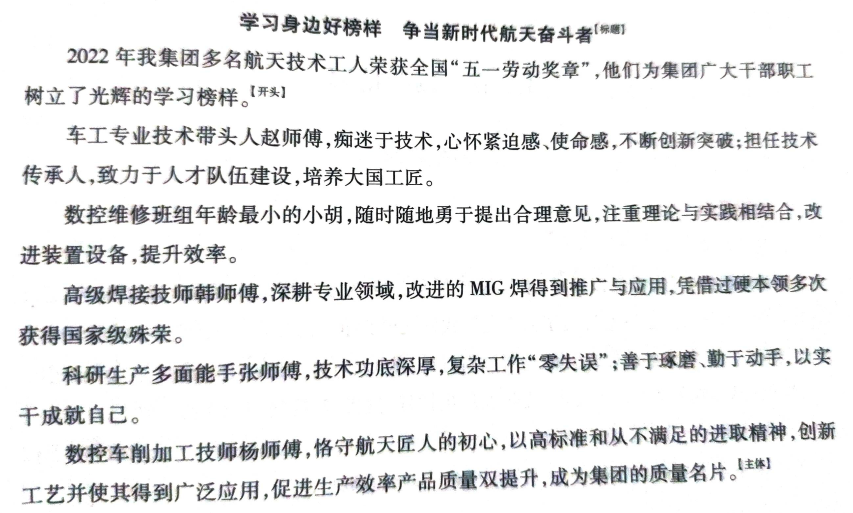 学习身边好榜样　争当新时代航天奋斗者【标题】
2022年我集团多名航天技术工人荣获全国“五一劳动奖章”,他们为集团广大干部职工
树立了光辉的学习榜样。【开头】
车工专业技术带头人赵师傅,痴迷于技术,心怀紧迫感、使命感,不断创新突破;担任技术
传承人,致力于人才队伍建设,培养大国工匠。
数控维修班组年龄最小的小胡,随时随地勇于提出合理意见,注重理论与实践相结合,改
进装置设备,提升效率。
高级焊接技师韩师傅,深耕专业领域,改进的MIG焊得到推广与应用,凭借过硬本领多次
获得国家级殊荣。
科研生产多面能手张师傅,技术功底深厚,复杂工作“零失误”;善于琢磨、勤于动手,以实
干成就自己。
数控车削加工技师杨师傅,恪守航天匠人的初心,以高标准和从不满足的进取精神,创新
工艺并使其得到广泛应用,促进生产效率产品质量双提升,成为集团的质量名片。【主体】